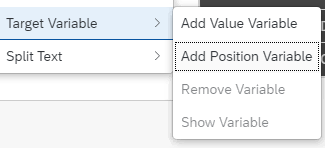 Target Variable
Split Text
Add Value Variable
Add Position Variable
Remove Variable
Show Variable